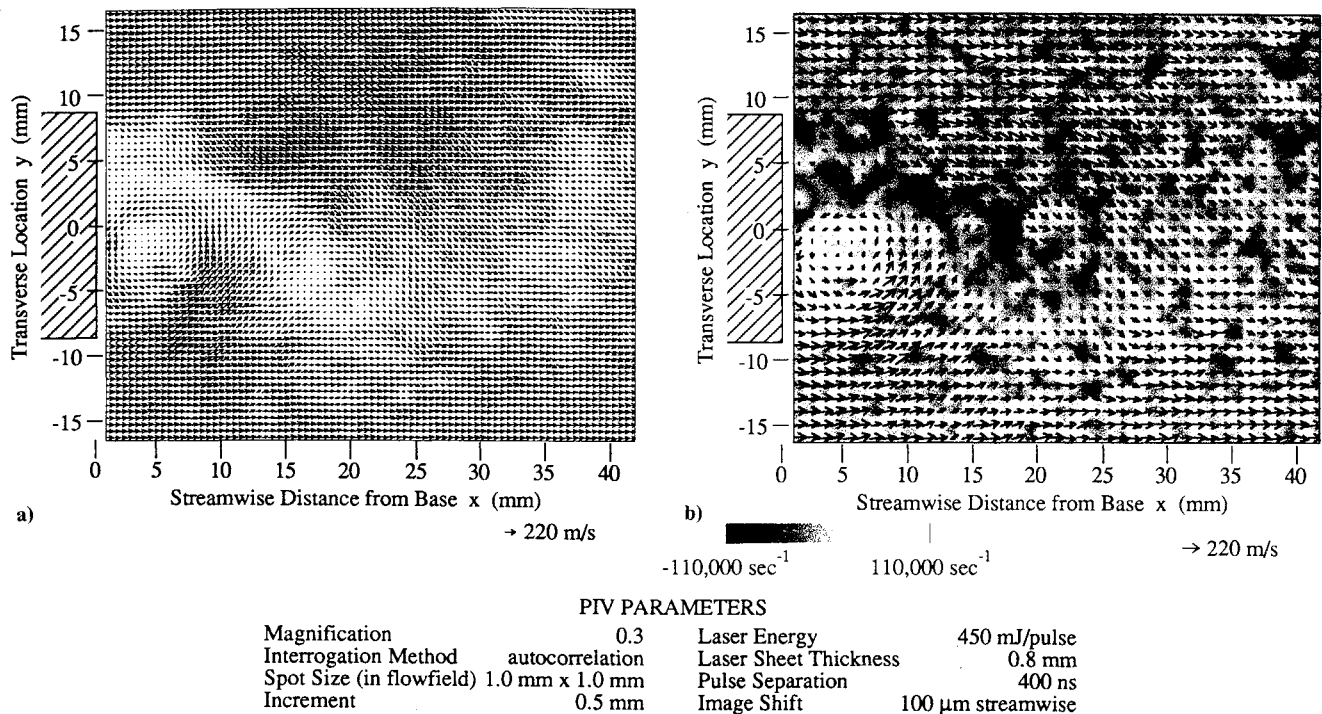 15
10
5
0
-5
-10
-15
Transverse Location y (mm)
0 5 10 15 20 25 30 35 40
Streamwise Distance from Base x (mm)
a)
→ 220 m/s
15
10
5
0
-5
-10
-15
Transverse Location y (mm)
0 5 10 15 20 25 30 35 40
Streamwise Distance from Base x (mm)
b)
-110,000 sec⁻¹ 110,000 sec⁻¹
→ 220 m/s
PIV PARAMETERS
Magnification 0.3 Laser Energy 450 mJ/pulse
Interrogation Method autocorrelation Laser Sheet Thickness 0.8 mm
Spot Size (in flowfield) 1.0 mm x 1.0 mm Pulse Separation 400 ns
Increment 0.5 mm Image Shift 100 μm streamwise